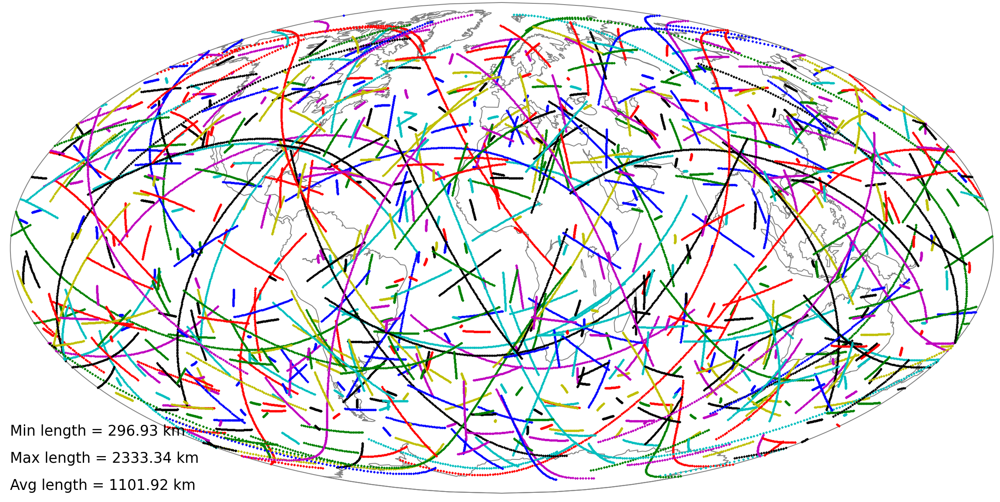 Min length = 296.93 km
Max length = 2333.34 km
Avg length = 1101.92 km